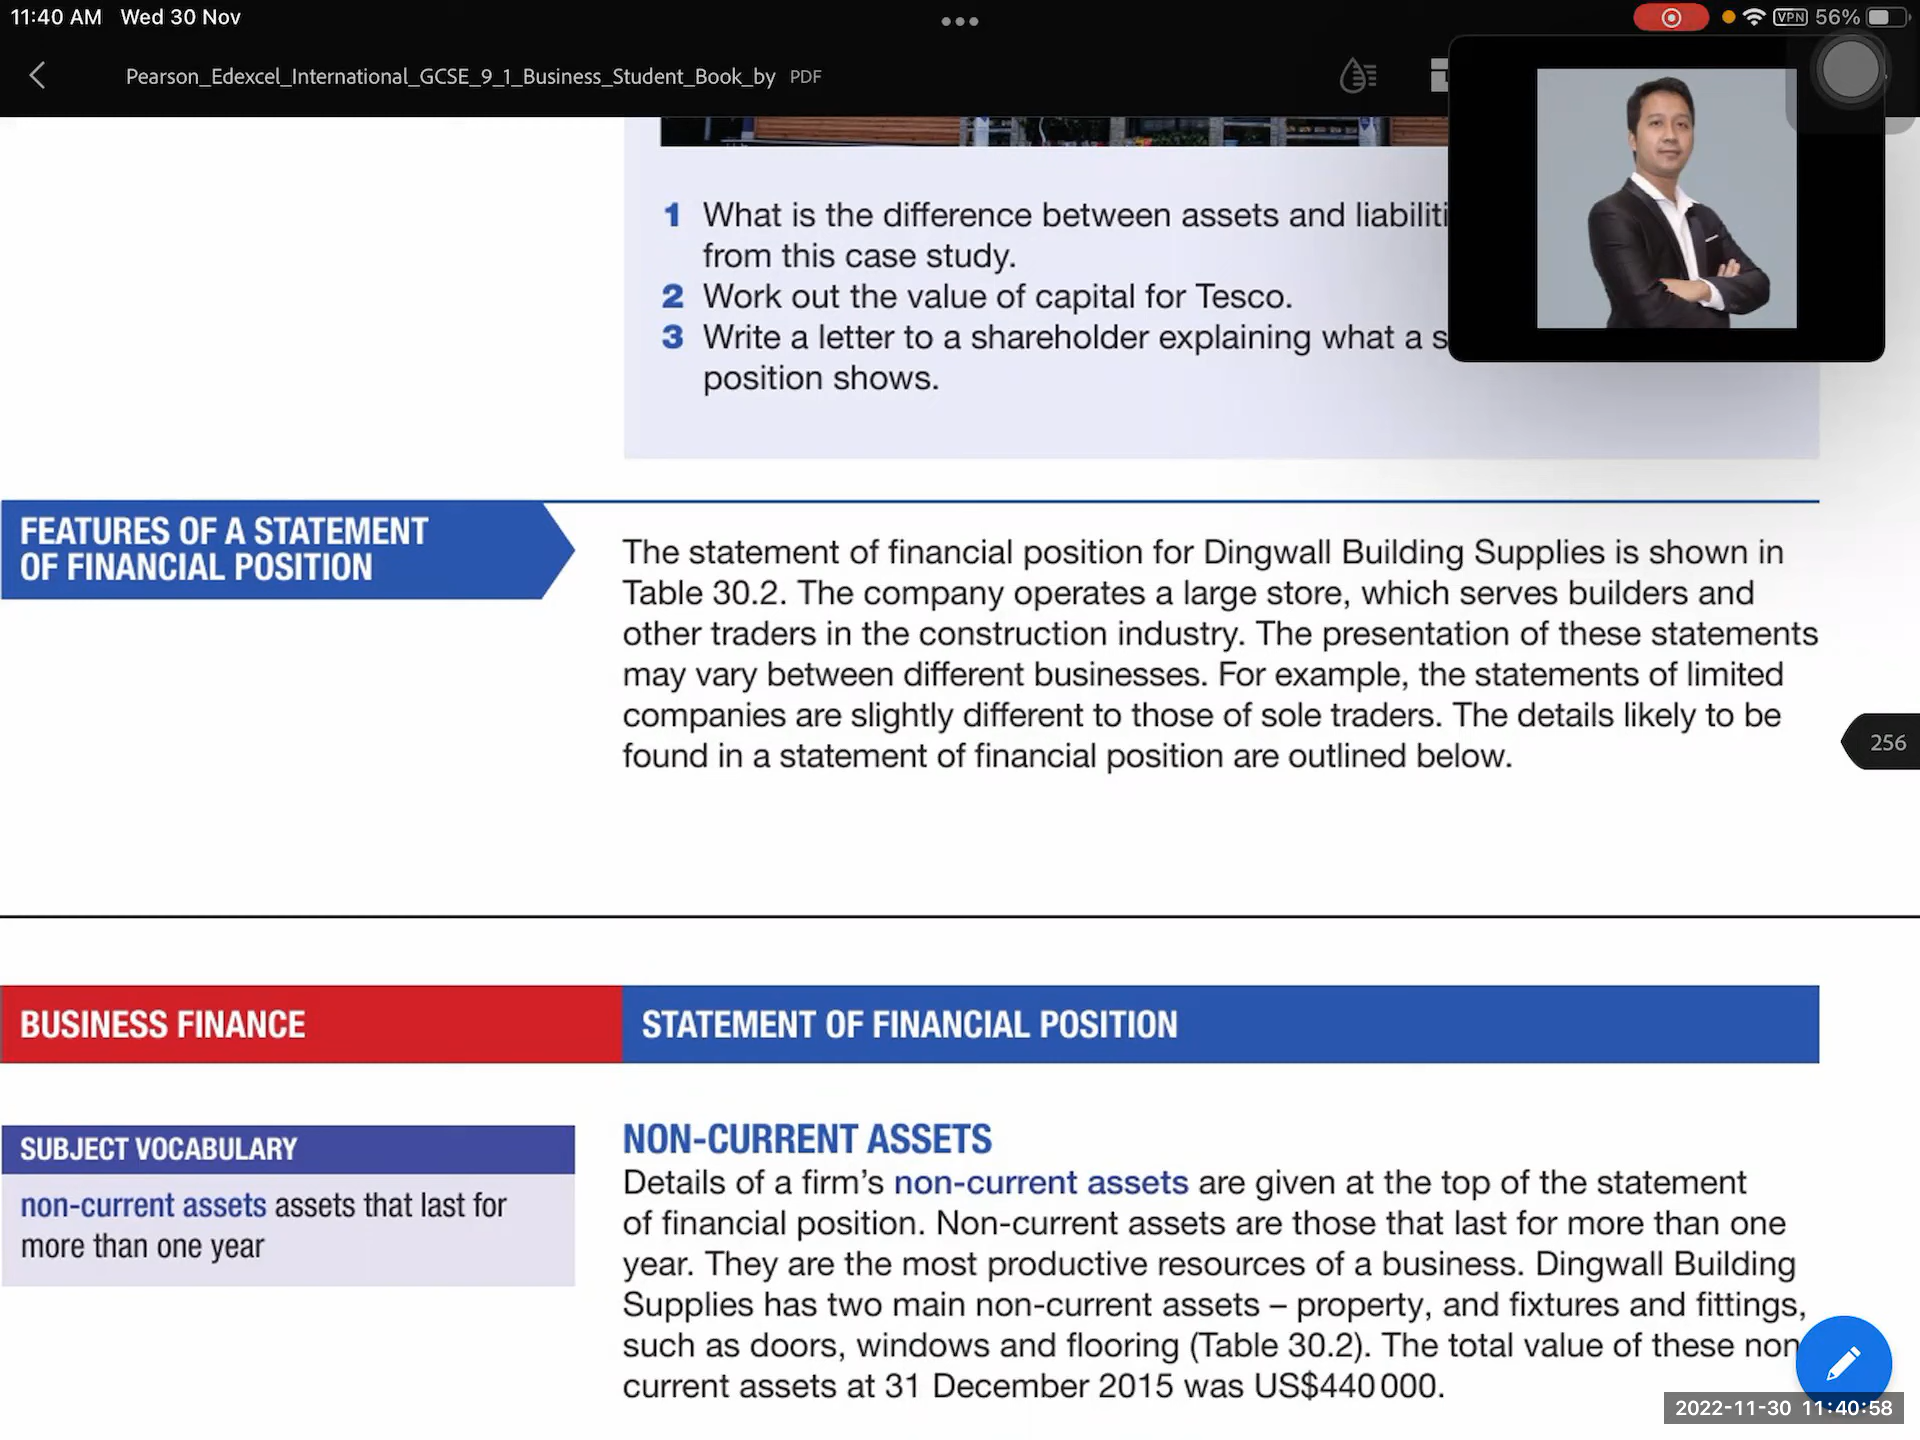 11:40 AM Wed 30 Nov
VPN 56%
Pearson_Edexcel_International_GCSE_9_1_Business_Student_Book_by PDF
1 What is the difference between assets and
from this case study.
2 Work out the value of capital for Tesco.
3 Write a letter to a shareholder explaining what a
position shows.
FEATURES OF A STATEMENT
OF FINANCIAL POSITION
The statement of financial position for Dingwall Building Supplies is shown in
Table 30.2. The company operates a large store, which serves builders and
other traders in the construction industry. The presentation of these statements
may vary between different businesses. For example, the statements of limited
companies are slightly different to those of sole traders. The details likely to be
found in a statement of financial position are outlined below.
256
BUSINESS FINANCE
STATEMENT OF FINANCIAL POSITION
SUBJECT VOCABULARY
non-current assets assets that last for
more than one year
NON-CURRENT ASSETS
Details of a firm's non-current assets are given at the top of the statement
of financial position. Non-current assets are those that last for more than one
year. They are the most productive resources of a business. Dingwall Building
Supplies has two main non-current assets – property, and fixtures and fittings,
such as doors, windows and flooring (Table 30.2). The total value of these non
current assets at 31 December 2015 was US$440 000.
2022-11-30 11:40:58